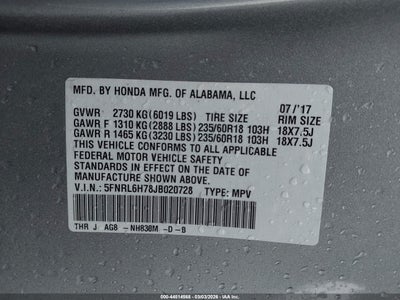 MFD. BY HONDA MFG. OF ALABAMA, LLC
GVWR 2730 KG (6019 LBS) TIRE SIZE 07/'17 RIM SIZE
GAWR F 1310 KG (2888 LBS) 235/60R18 103H 18X7.5J
GAWR R 1465 KG (3230 LBS) 235/60R18 103H 18X7.5J
THIS VEHICLE CONFORMS TO ALL APPLICABLE
FEDERAL MOTOR VEHICLE SAFETY
STANDARDS IN EFFECT ON THE
DATE OF MANUFACTURE SHOWN ABOVE.
V.I.N.: 5FNRL6H78JB020728 TYPE: MPV
THR J AG8 -NH830M -D -B
000-44514568 - 03/03/2026 - IAA Inc.